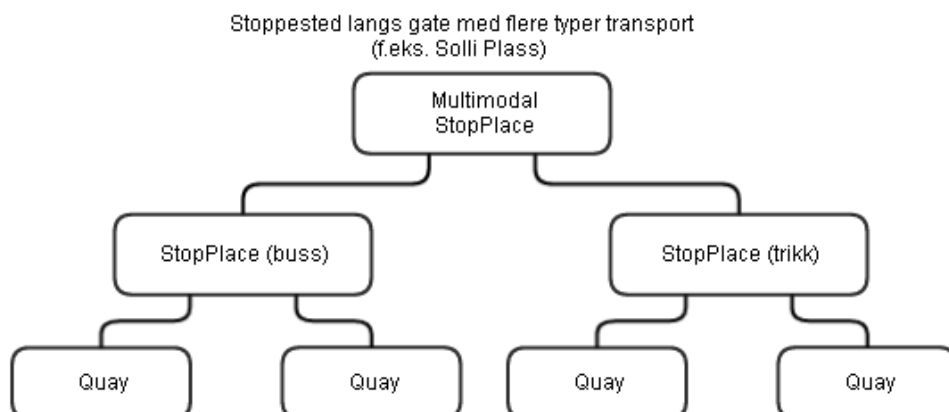 Stoppested langs gate med flere typer transport
(f.eks. Solli Plass)
Multimodal
StopPlace
StopPlace (buss)
StopPlace (trikk)
Quay
Quay
Quay
Quay